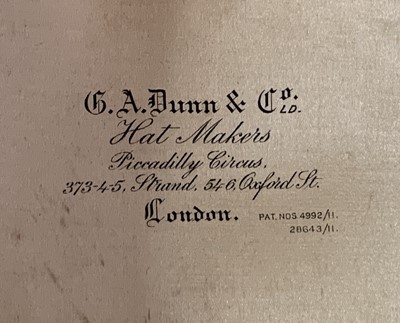 G. A. Dunn & Co. LD.
Hat Makers
Piccadilly Circus.
373-4-5, Strand. 546, Oxford St.
London.
PAT. NOS 4992/11.
28643/11.